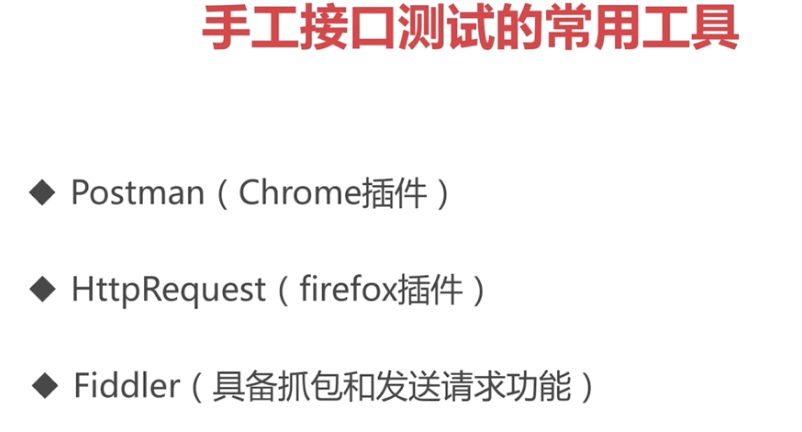 手工接口测试的常用工具
◆ Postman（Chrome插件）
◆ HttpRequest（firefox插件）
◆ Fiddler（具备抓包和发送请求功能）